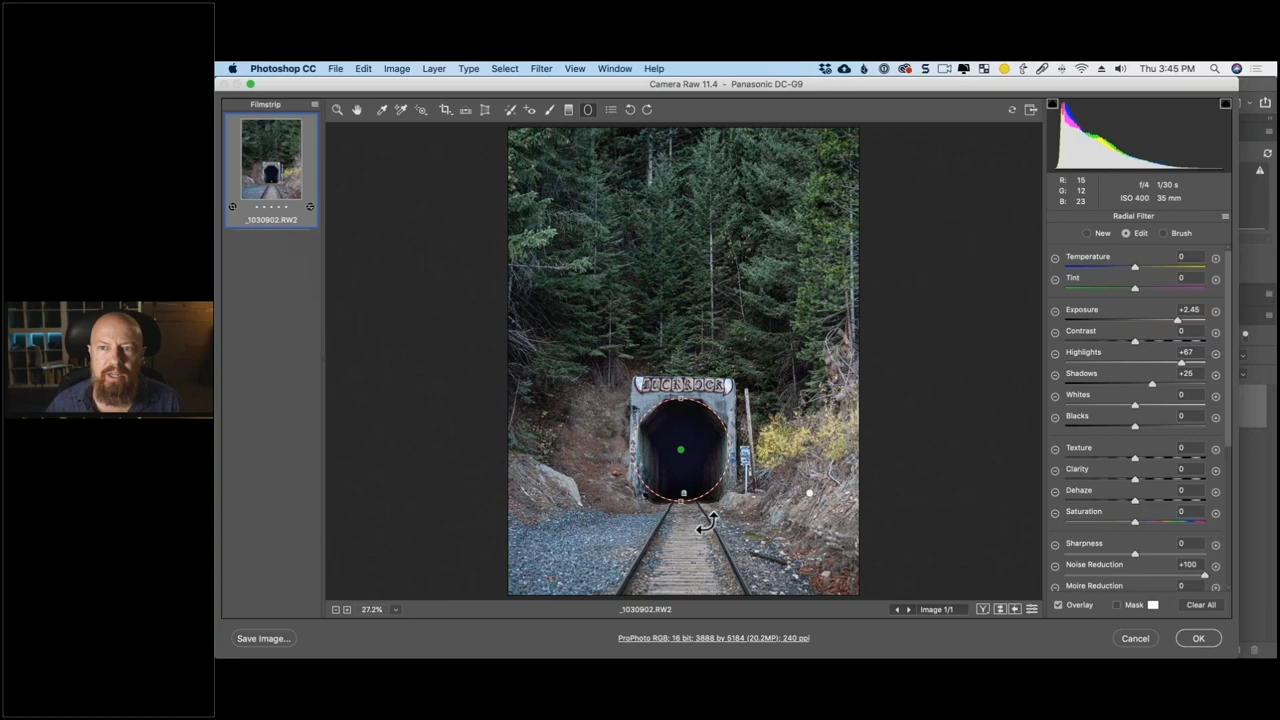 Photoshop CC File Edit Image Layer Type Select Filter View Window Help Thu 3:45 PM
Camera Raw 11.4 - Panasonic DC-G9
Filmstrip
_1030902.RW2
R: 15
G: 12
B: 23
f/4 1/30 s
ISO 400 35 mm
Radial Filter
New Edit Brush
Temperature 0
Tint 0
Exposure +2.45
Contrast 0
Highlights +67
Shadows +25
Whites 0
Blacks 0
Texture 0
Clarity 0
Dehaze 0
Saturation 0
Sharpness 0
Noise Reduction +100
Moire Reduction 0
Overlay Mask Clear All
27.2% _1030902.RW2 Image 1/1 Y
Save Image... ProPhoto RGB; 16 bit; 3888 by 5184 (20.2MP); 240 ppi Cancel OK